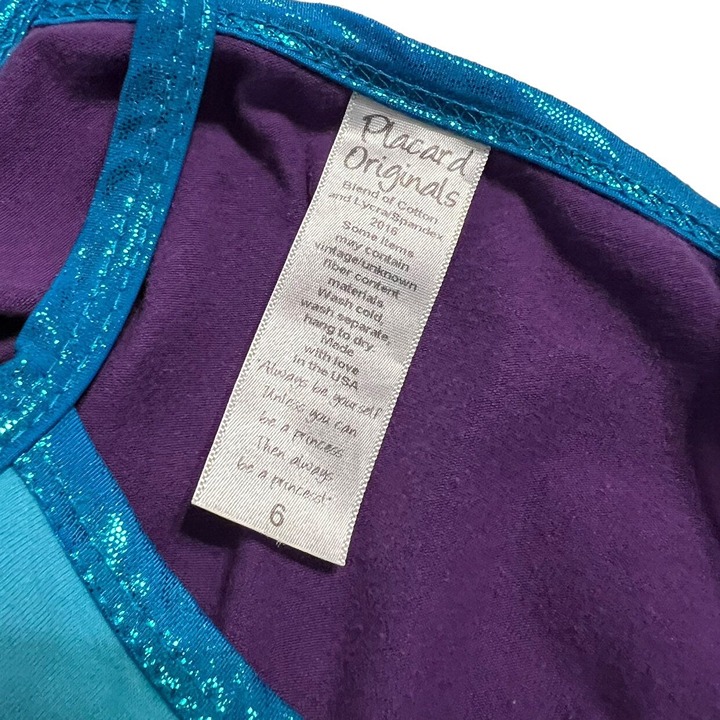 Placard
Originals
Blend of Cotton
and Lycra/Spandex
2016
Some items
may contain
vintage/unknown
fiber content
materials.
Wash cold,
wash separate,
hang to dry.
Made
with love
in the USA
Always be yourself
Unless you can
be a princess
Then always
be a princess!"
6